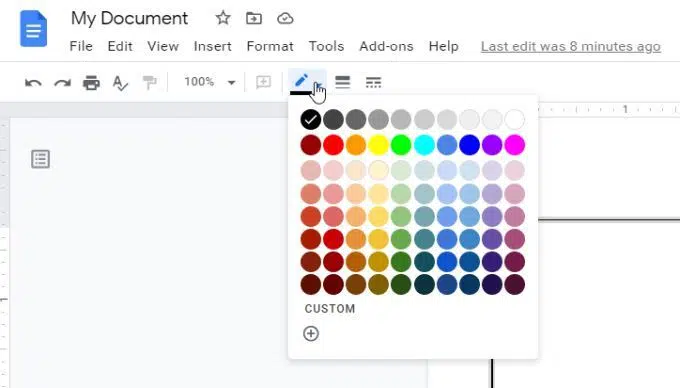 My Document
File Edit View Insert Format Tools Add-ons Help Last edit was 8 minutes ago
100%
1
CUSTOM
1